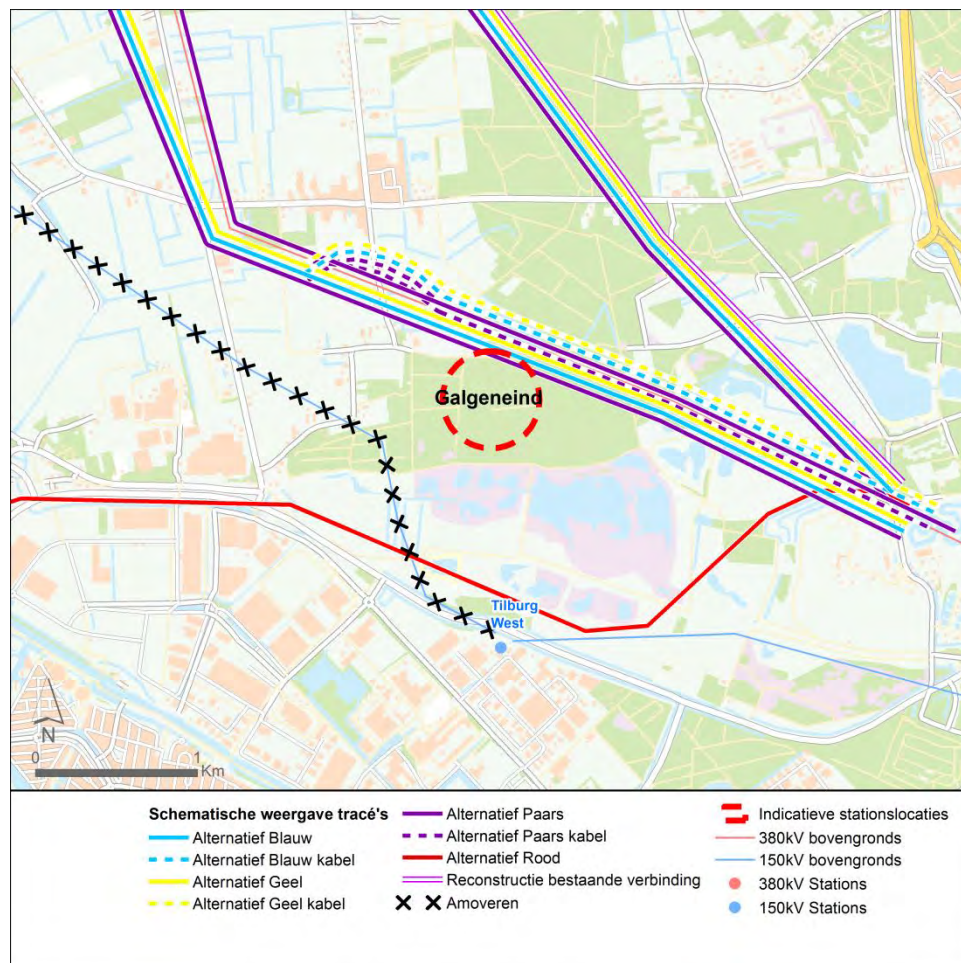 Galgeneind
Tilburg
West
N
0 1
Km
Schematische weergave tracé's
Alternatief Blauw
Alternatief Blauw kabel
Alternatief Geel
Alternatief Geel kabel
Alternatief Paars
Alternatief Paars kabel
Alternatief Rood
Reconstructie bestaande verbinding
Amoveren
Indicatieve stationslocaties
380kV bovengronds
150kV bovengronds
380kV Stations
150kV Stations